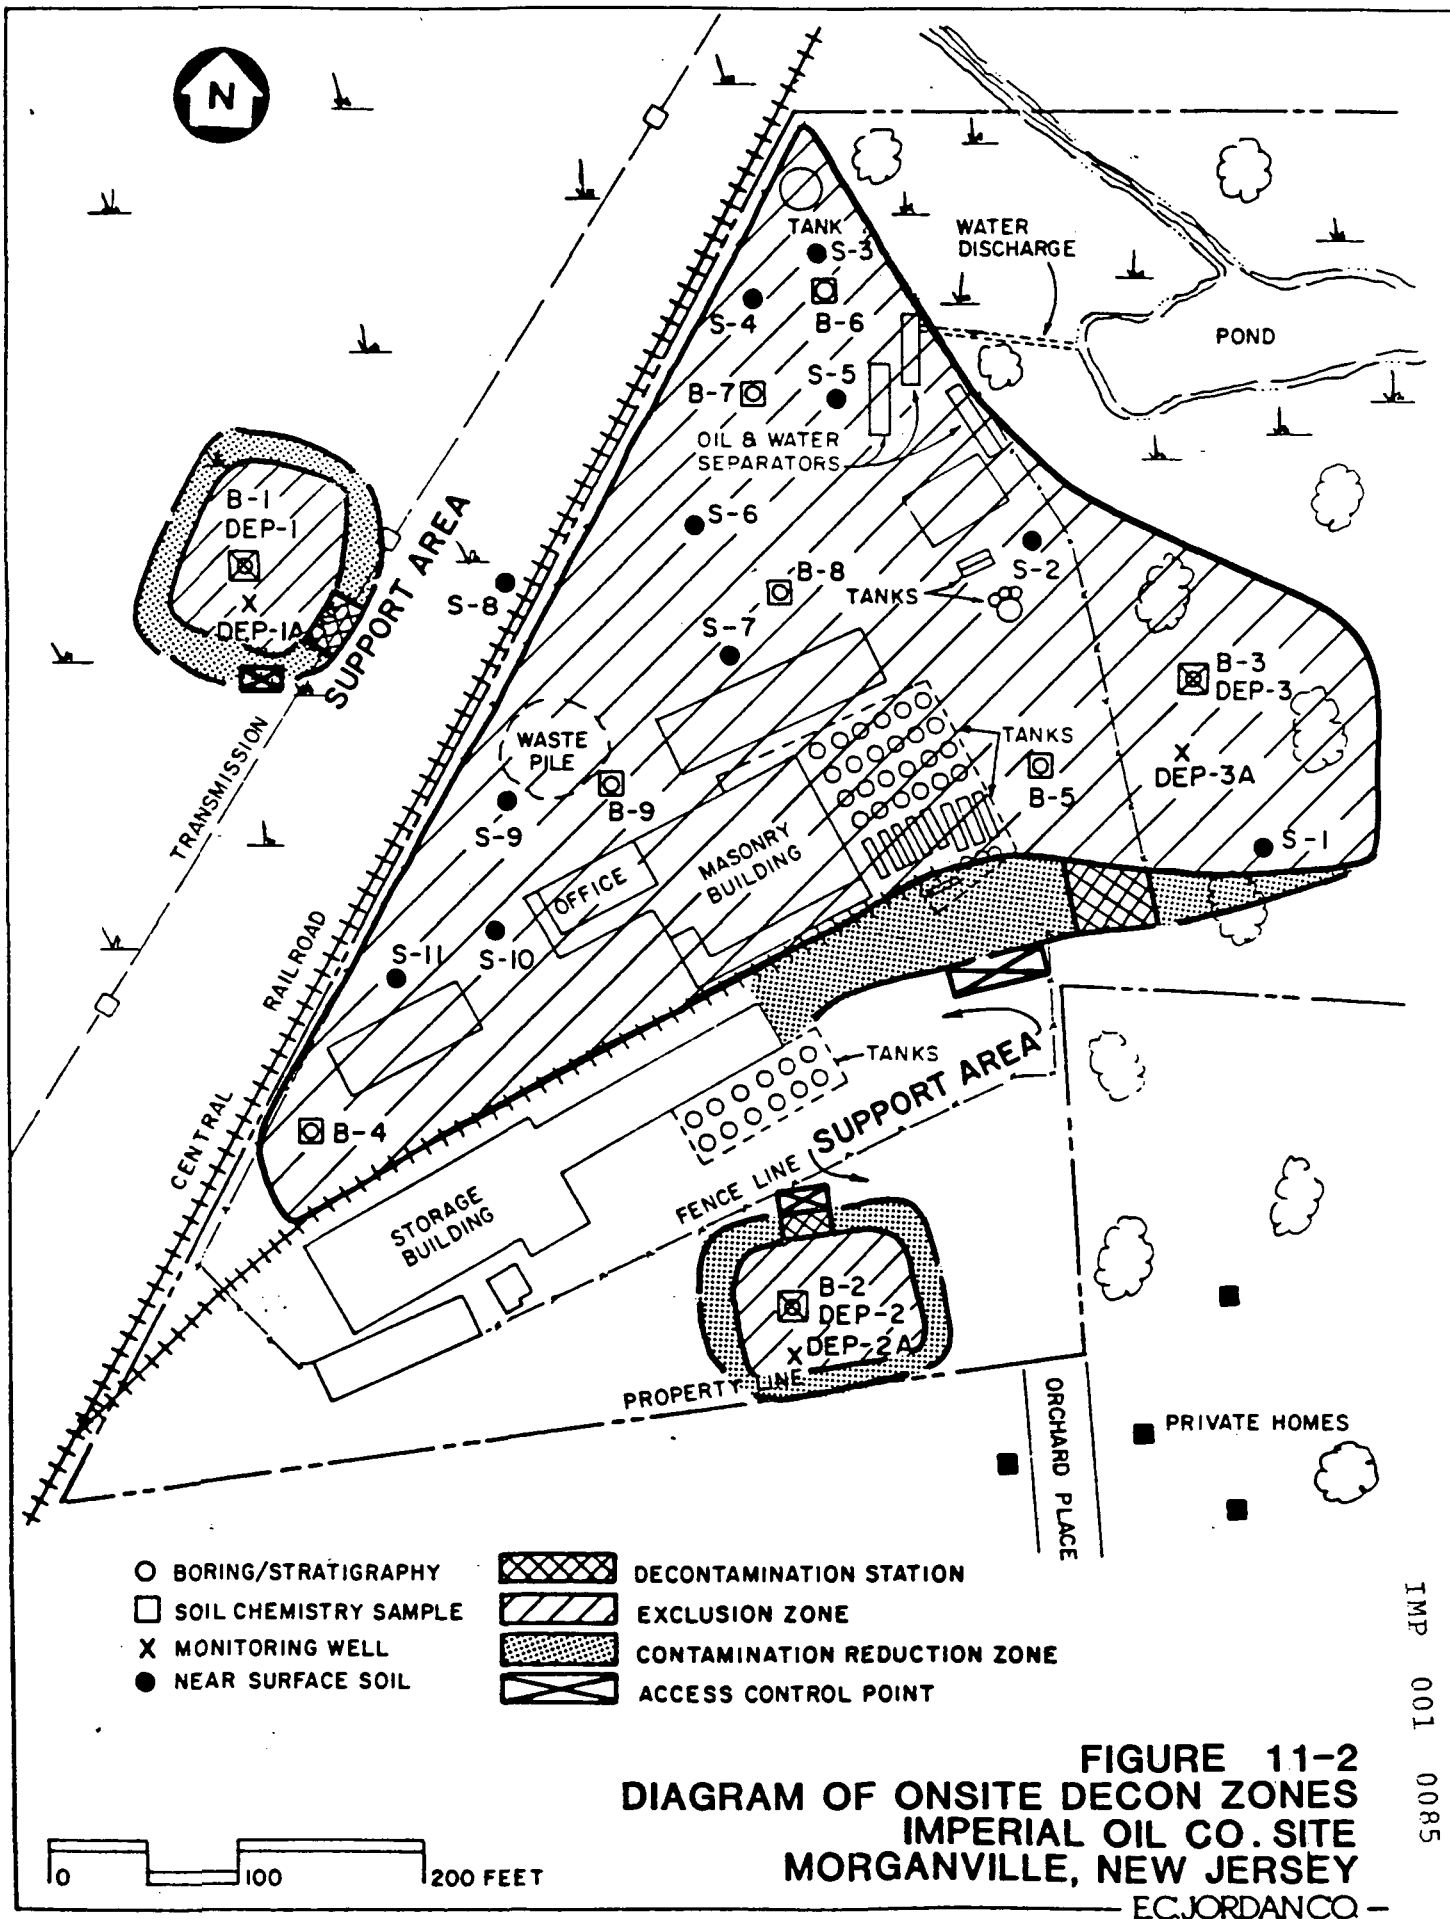 N
TANK
S-3
WATER
DISCHARGE
S-4
B-6
POND
B-7
S-5
OIL & WATER
SEPARATORS
B-1
DEP-1
S-6
SUPPORT AREA
S-8
B-8
S-2
TANKS
DEP-1A
S-7
B-3
DEP-3
TRANSMISSION
WASTE
PILE
TANKS
DEP-3A
B-9
B-5
S-9
MASONRY
BUILDING
S-1
OFFICE
RAILROAD
S-11
S-10
TANKS
SUPPORT AREA
CENTRAL
B-4
FENCE LINE
STORAGE
BUILDING
B-2
DEP-2
DEP-2A
PROPERTY LINE
ORCHARD PLACE
PRIVATE HOMES
BORING/STRATIGRAPHY
SOIL CHEMISTRY SAMPLE
X MONITORING WELL
NEAR SURFACE SOIL
DECONTAMINATION STATION
EXCLUSION ZONE
CONTAMINATION REDUCTION ZONE
ACCESS CONTROL POINT
IMP 001 0085
FIGURE 11-2
DIAGRAM OF ONSITE DECON ZONES
IMPERIAL OIL CO. SITE
MORGANVILLE, NEW JERSEY
0 100 200 FEET
E.C.JORDAN CO.